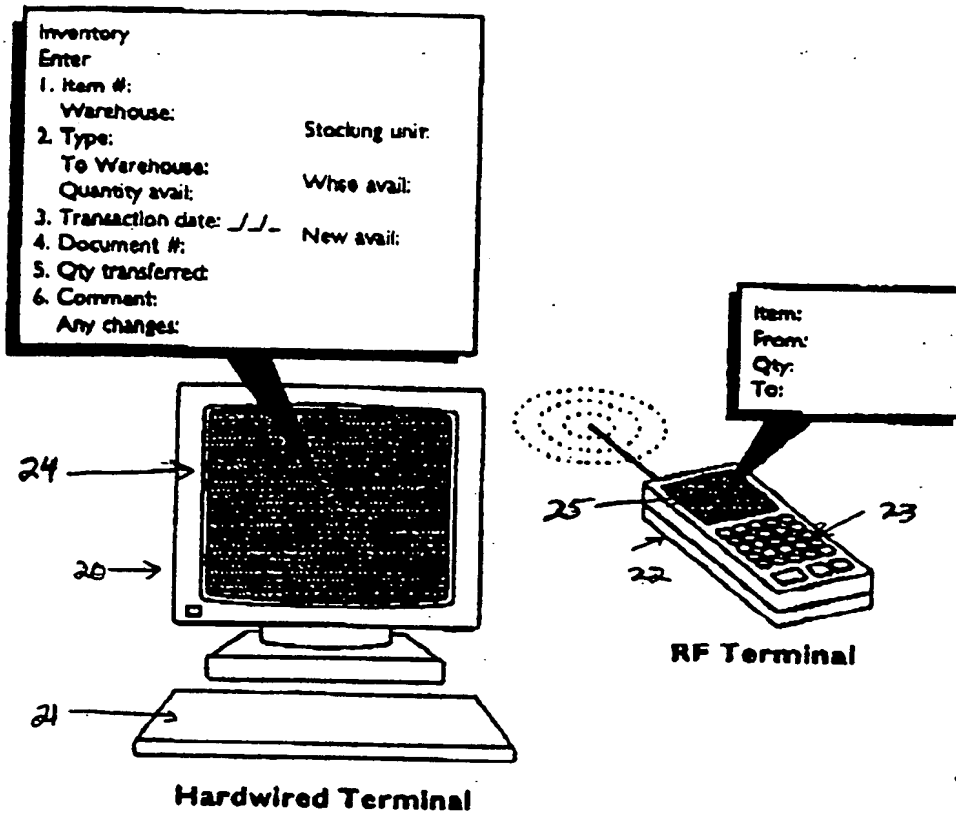 Inventory
Enter
1. Item #:
Warehouse:
Stocking unit:
2. Type:
To Warehouse:
Whse avail:
Quantity avail:
3. Transaction date: _/_/_
New avail:
4. Document #:
5. Qty transferred:
6. Comment:
Any changes:
Item:
From:
Qty:
To:
24
25
23
20
22
RF Terminal
21
Hardwired Terminal